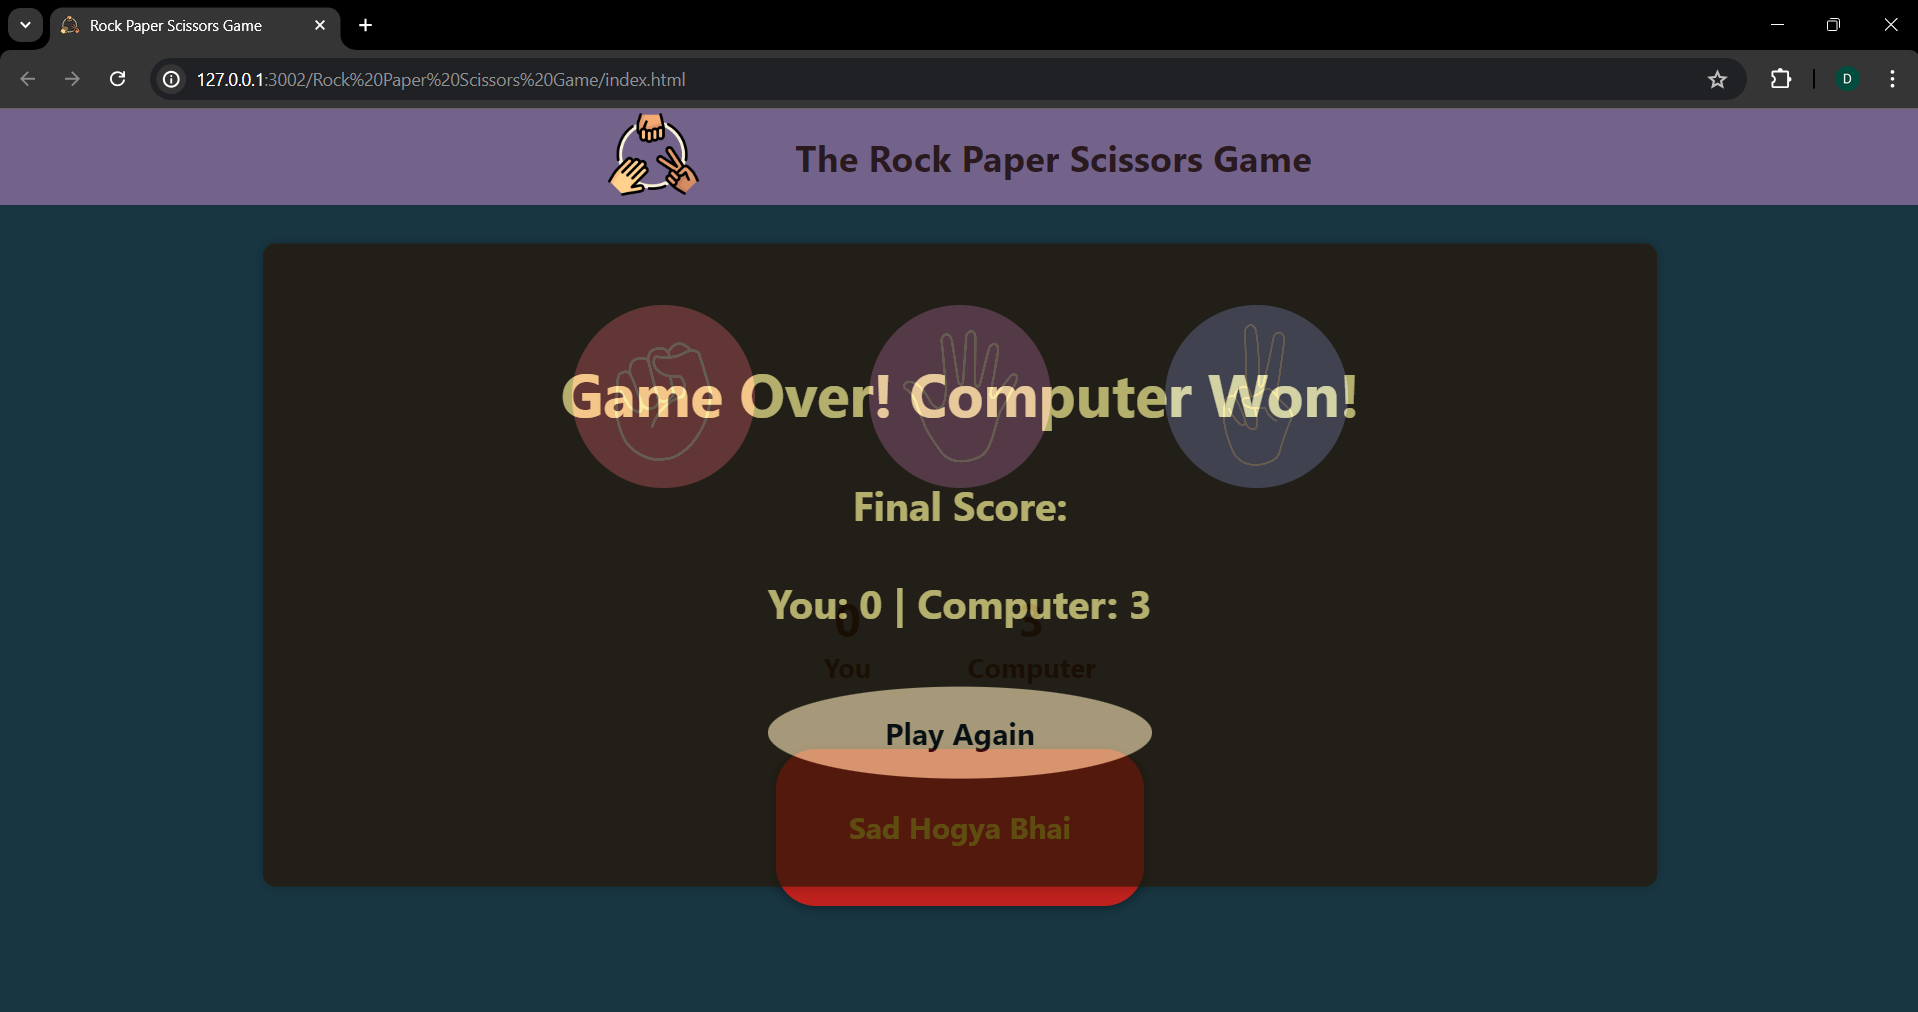 Rock Paper Scissors Game
127.0.0.1:3002/Rock%20Paper%20Scissors%20Game/index.html
D
The Rock Paper Scissors Game
Game Over! Computer Won!
Final Score:
You: 0 | Computer: 3
0 3
You Computer
Play Again
Sad Hogya Bhai